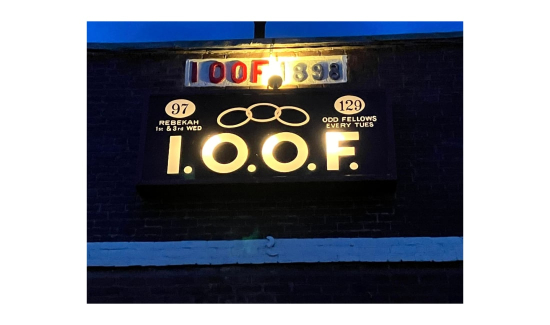 IOOF 1898
97
REBEKAH
1st & 3rd WED
129
ODD FELLOWS
EVERY TUES
I.O.O.F.